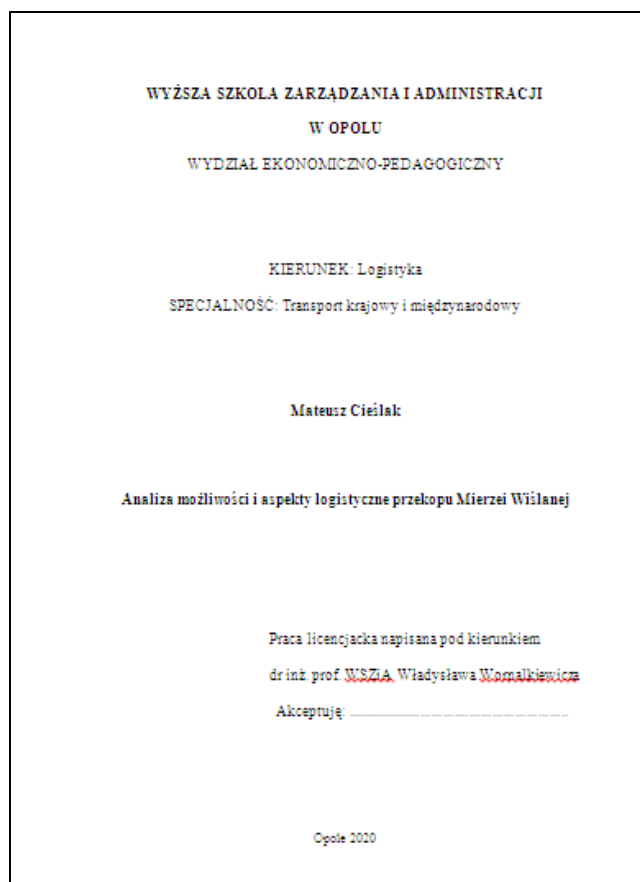 WYŻSZA SZKOŁA ZARZĄDZANIA I ADMINISTRACJI
W OPOLU
WYDZIAŁ EKONOMICZNO-PEDAGOGICZNY
KIERUNEK: Logistyka
SPECJALNOŚĆ: Transport krajowy i międzynarodowy
Mateusz Cieślak
Analiza możliwości i aspekty logistyczne przekopu Mierzei Wiślanej
Praca licencjacka napisana pod kierunkiem
dr inż. prof. WSZiA Władysława Wornalkiewicza
Akceptuję: ................................................................
Opole 2020